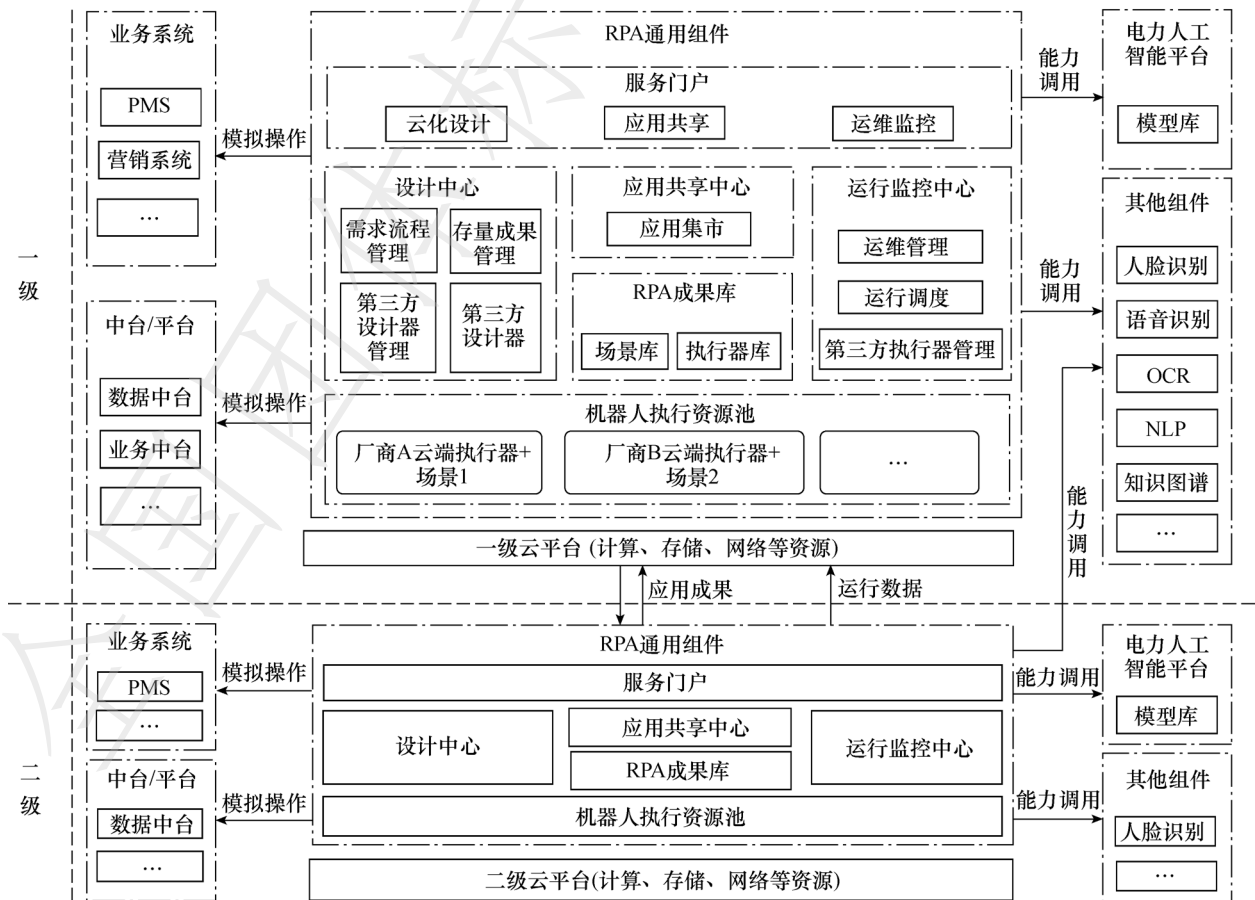 一
级
业务系统
PMS
营销系统
…
中台/平台
数据中台
业务中台
…
模拟操作
模拟操作
RPA通用组件
服务门户
云化设计
应用共享
运维监控
设计中心
需求流程
管理
存量成果
管理
第三方
设计器
管理
第三方
设计器
应用共享中心
应用集市
RPA成果库
场景库
执行器库
运行监控中心
运维管理
运行调度
第三方执行器管理
机器人执行资源池
厂商A云端执行器+
场景1
厂商B云端执行器+
场景2
…
一级云平台 (计算、存储、网络等资源)
能力
调用
能力
调用
能
力
调
用
电力人工
智能平台
模型库
其他组件
人脸识别
语音识别
OCR
NLP
知识图谱
…
应用成果
运行数据
二
级
业务系统
PMS
…
中台/平台
数据中台
…
模拟操作
模拟操作
RPA通用组件
服务门户
设计中心
应用共享中心
RPA成果库
运行监控中心
机器人执行资源池
二级云平台(计算、存储、网络等资源)
能力调用
能力调用
电力人工
智能平台
模型库
其他组件
人脸识别
…